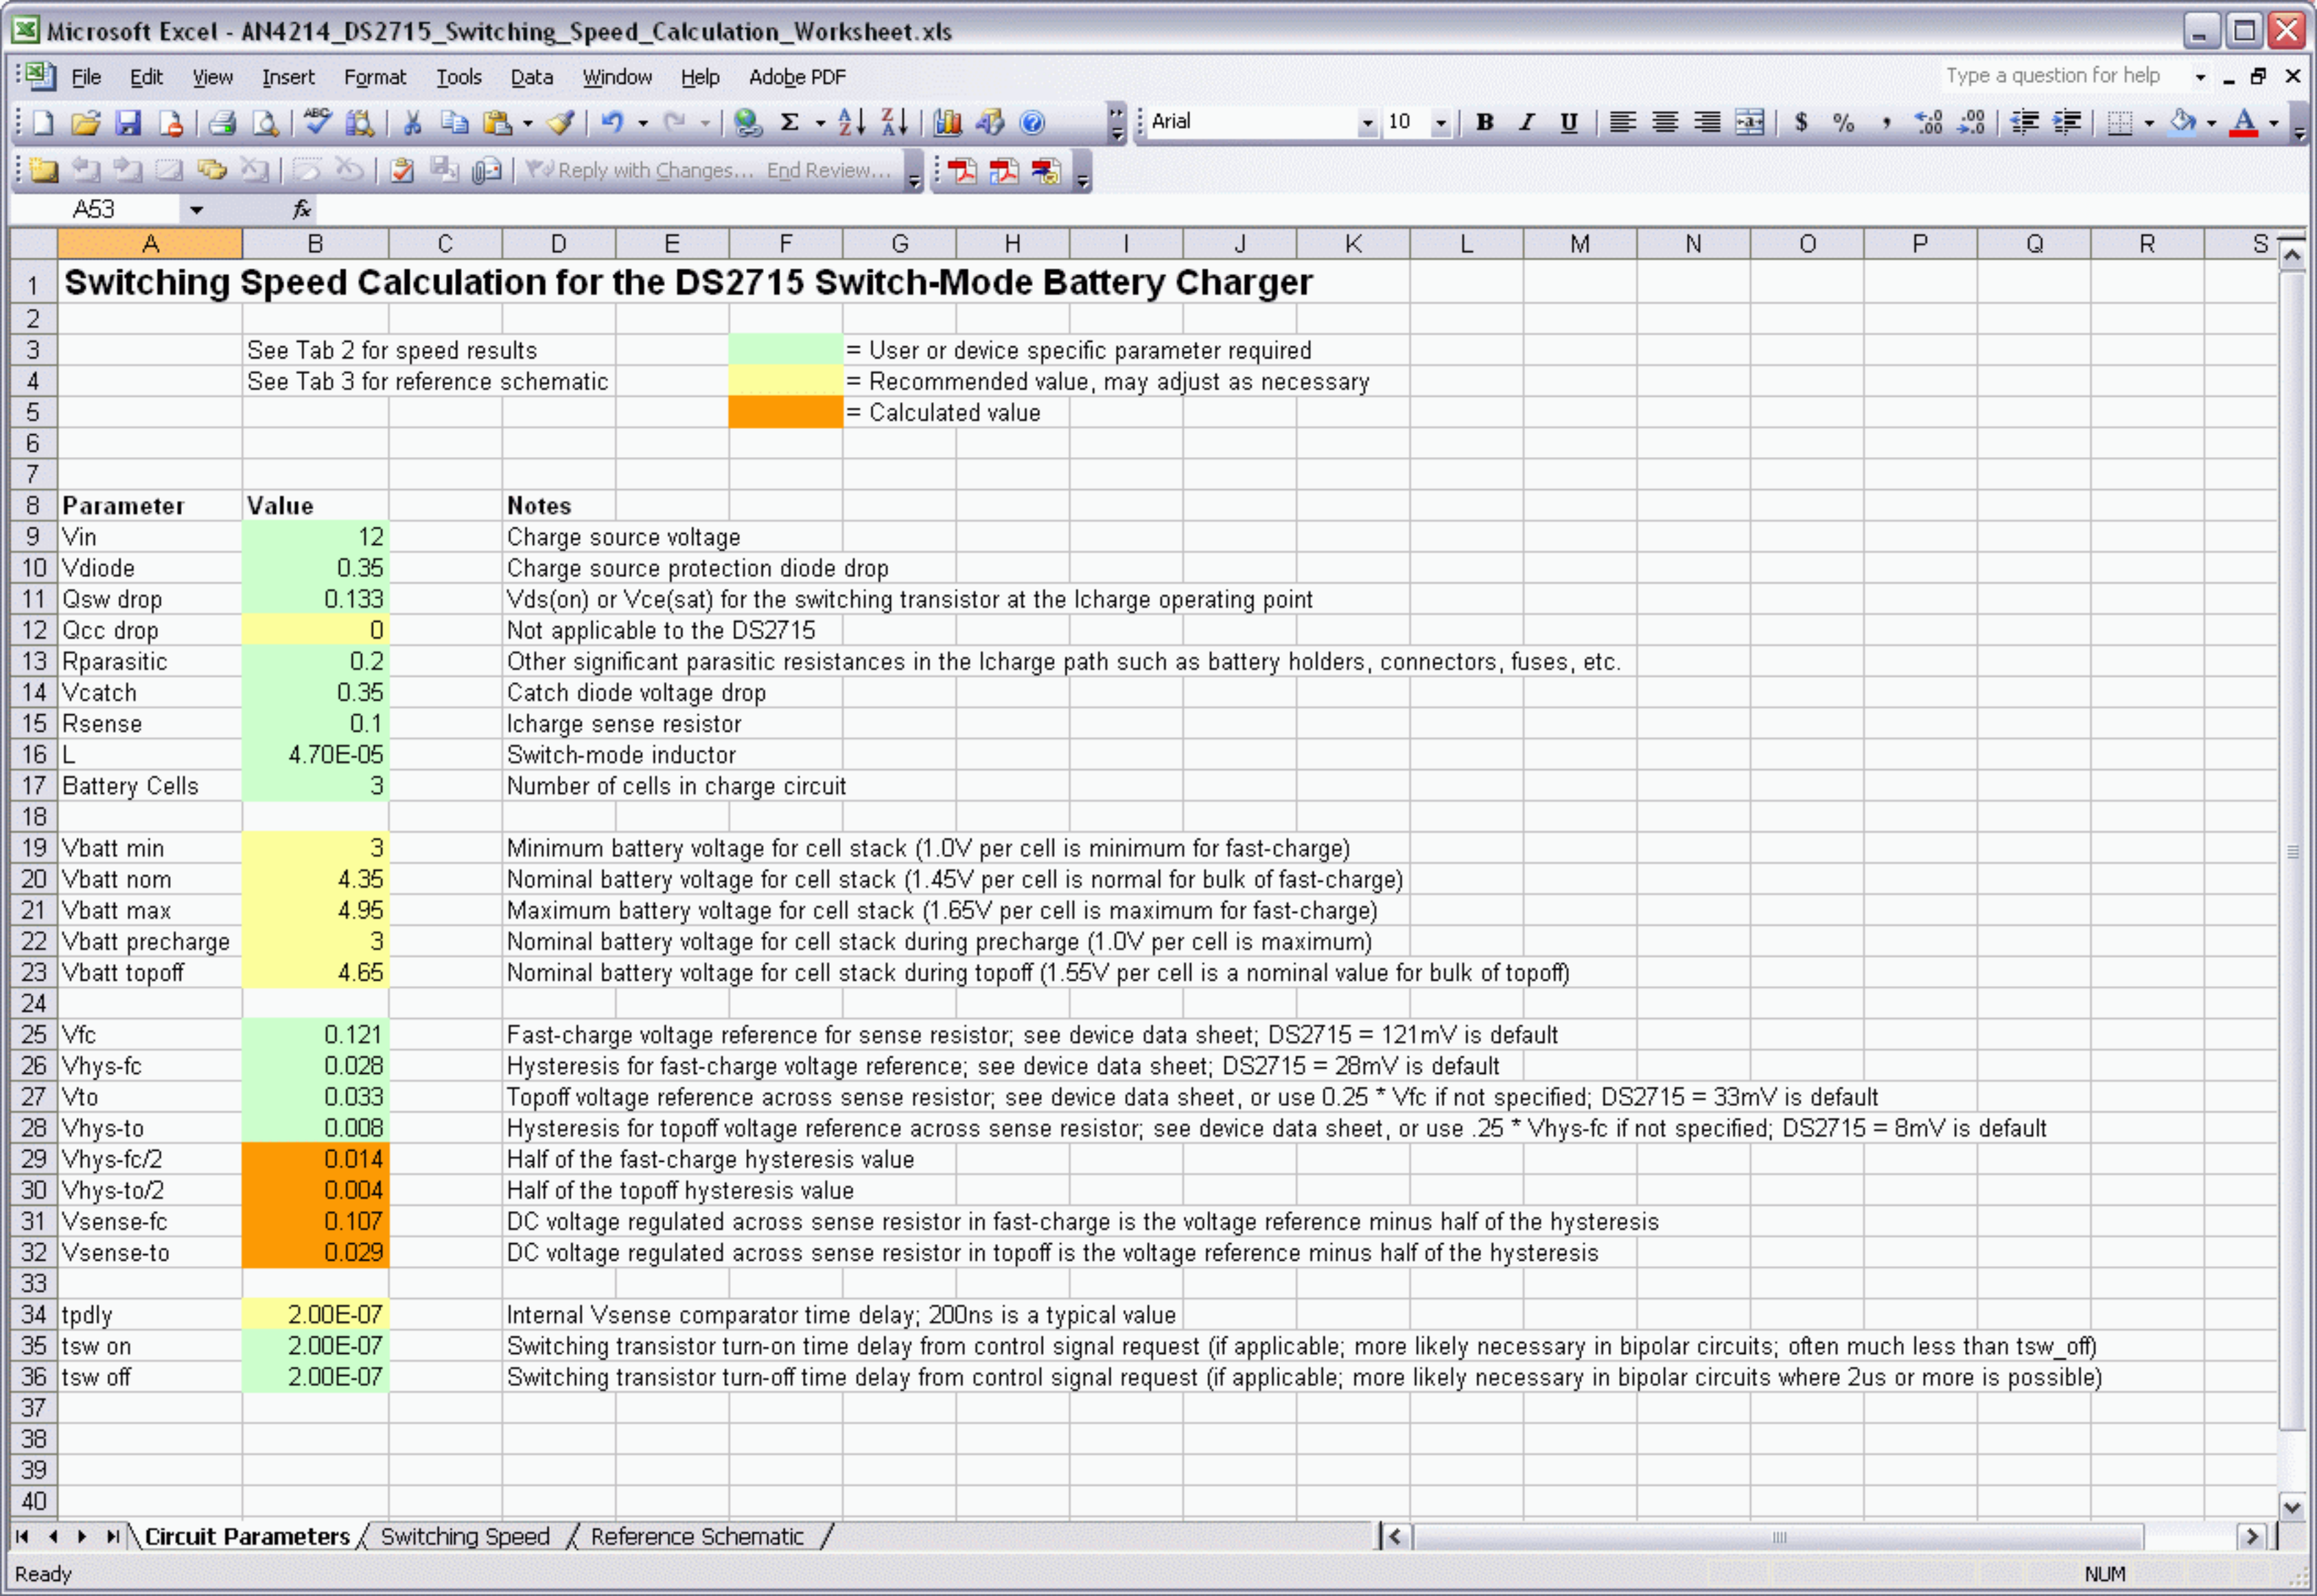 Microsoft Excel - AN4214_DS2715_Switching_Speed_Calculation_Worksheet.xls
File Edit View Insert Format Tools Data Window Help Adobe PDF Type a question for help
Arial 10 B I U $ % , A
Reply with Changes... End Review...
A53 fx
A B C D E F G H I J K L M N O P Q R S
1 Switching Speed Calculation for the DS2715 Switch-Mode Battery Charger
2
3 See Tab 2 for speed results = User or device specific parameter required
4 See Tab 3 for reference schematic = Recommended value, may adjust as necessary
5 = Calculated value
6
7
8 Parameter Value Notes
9 Vin 12 Charge source voltage
10 Vdiode 0.35 Charge source protection diode drop
11 Qsw drop 0.133 Vds(on) or Vce(sat) for the switching transistor at the Icharge operating point
12 Qcc drop 0 Not applicable to the DS2715
13 Rparasitic 0.2 Other significant parasitic resistances in the Icharge path such as battery holders, connectors, fuses, etc.
14 Vcatch 0.35 Catch diode voltage drop
15 Rsense 0.1 Icharge sense resistor
16 L 4.70E-05 Switch-mode inductor
17 Battery Cells 3 Number of cells in charge circuit
18
19 Vbatt min 3 Minimum battery voltage for cell stack (1.0V per cell is minimum for fast-charge)
20 Vbatt nom 4.35 Nominal battery voltage for cell stack (1.45V per cell is normal for bulk of fast-charge)
21 Vbatt max 4.95 Maximum battery voltage for cell stack (1.65V per cell is maximum for fast-charge)
22 Vbatt precharge 3 Nominal battery voltage for cell stack during precharge (1.0V per cell is maximum)
23 Vbatt topoff 4.65 Nominal battery voltage for cell stack during topoff (1.55V per cell is a nominal value for bulk of topoff)
24
25 Vfc 0.121 Fast-charge voltage reference for sense resistor; see device data sheet; DS2715 = 121mV is default
26 Vhys-fc 0.028 Hysteresis for fast-charge voltage reference; see device data sheet; DS2715 = 28mV is default
27 Vto 0.033 Topoff voltage reference across sense resistor; see device data sheet, or use 0.25 * Vfc if not specified; DS2715 = 33mV is default
28 Vhys-to 0.008 Hysteresis for topoff voltage reference across sense resistor; see device data sheet, or use .25 * Vhys-fc if not specified; DS2715 = 8mV is default
29 Vhys-fc/2 0.014 Half of the fast-charge hysteresis value
30 Vhys-to/2 0.004 Half of the topoff hysteresis value
31 Vsense-fc 0.107 DC voltage regulated across sense resistor in fast-charge is the voltage reference minus half of the hysteresis
32 Vsense-to 0.029 DC voltage regulated across sense resistor in topoff is the voltage reference minus half of the hysteresis
33
34 tpdly 2.00E-07 Internal Vsense comparator time delay; 200ns is a typical value
35 tsw on 2.00E-07 Switching transistor turn-on time delay from control signal request (if applicable; more likely necessary in bipolar circuits; often much less than tsw_off)
36 tsw off 2.00E-07 Switching transistor turn-off time delay from control signal request (if applicable; more likely necessary in bipolar circuits where 2us or more is possible)
37
38
39
40
Circuit Parameters Switching Speed Reference Schematic
Ready NUM